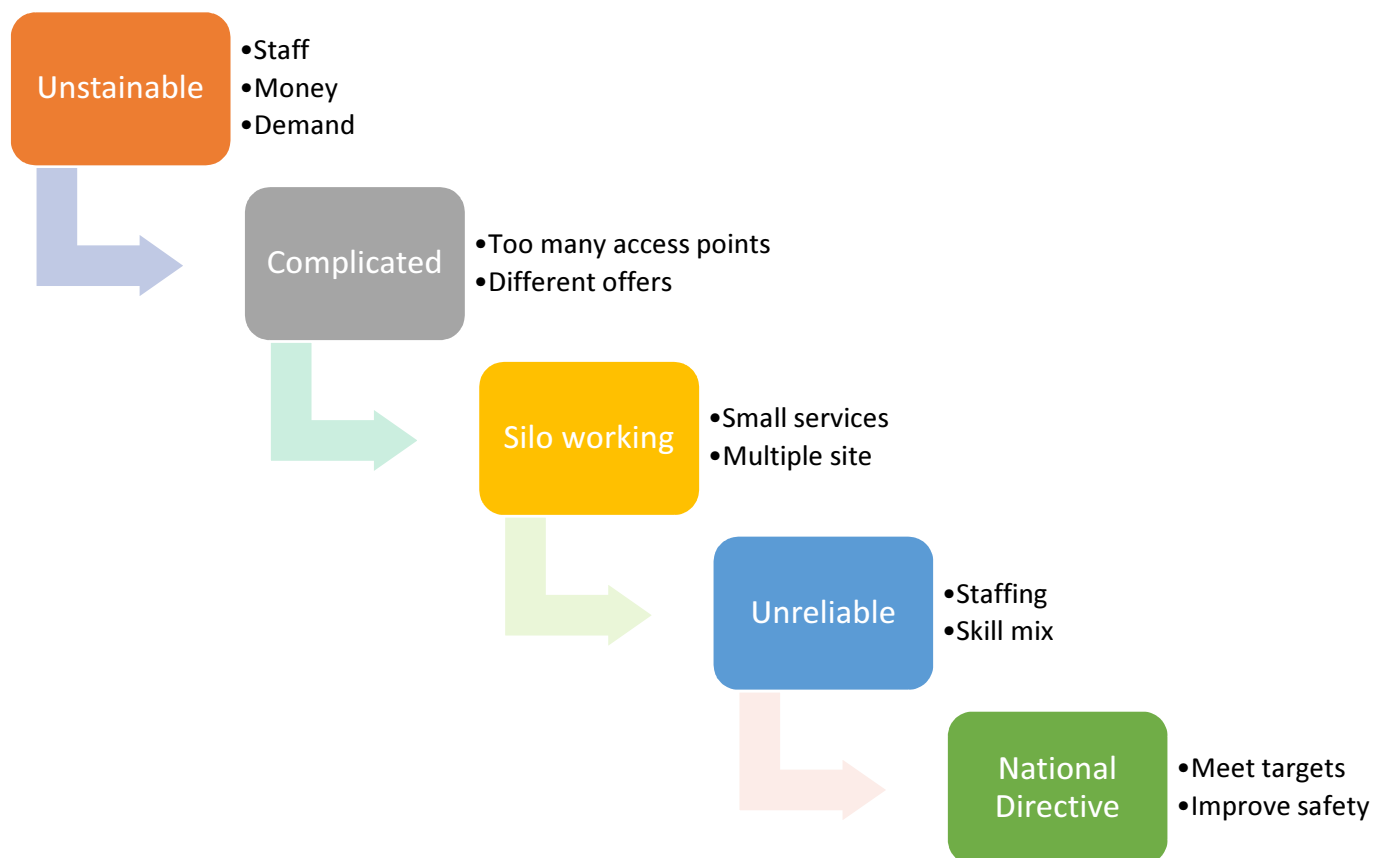 Unstainable
•Staff
•Money
•Demand
Complicated
•Too many access points
•Different offers
Silo working
•Small services
•Multiple site
Unreliable
•Staffing
•Skill mix
National
Directive
•Meet targets
•Improve safety